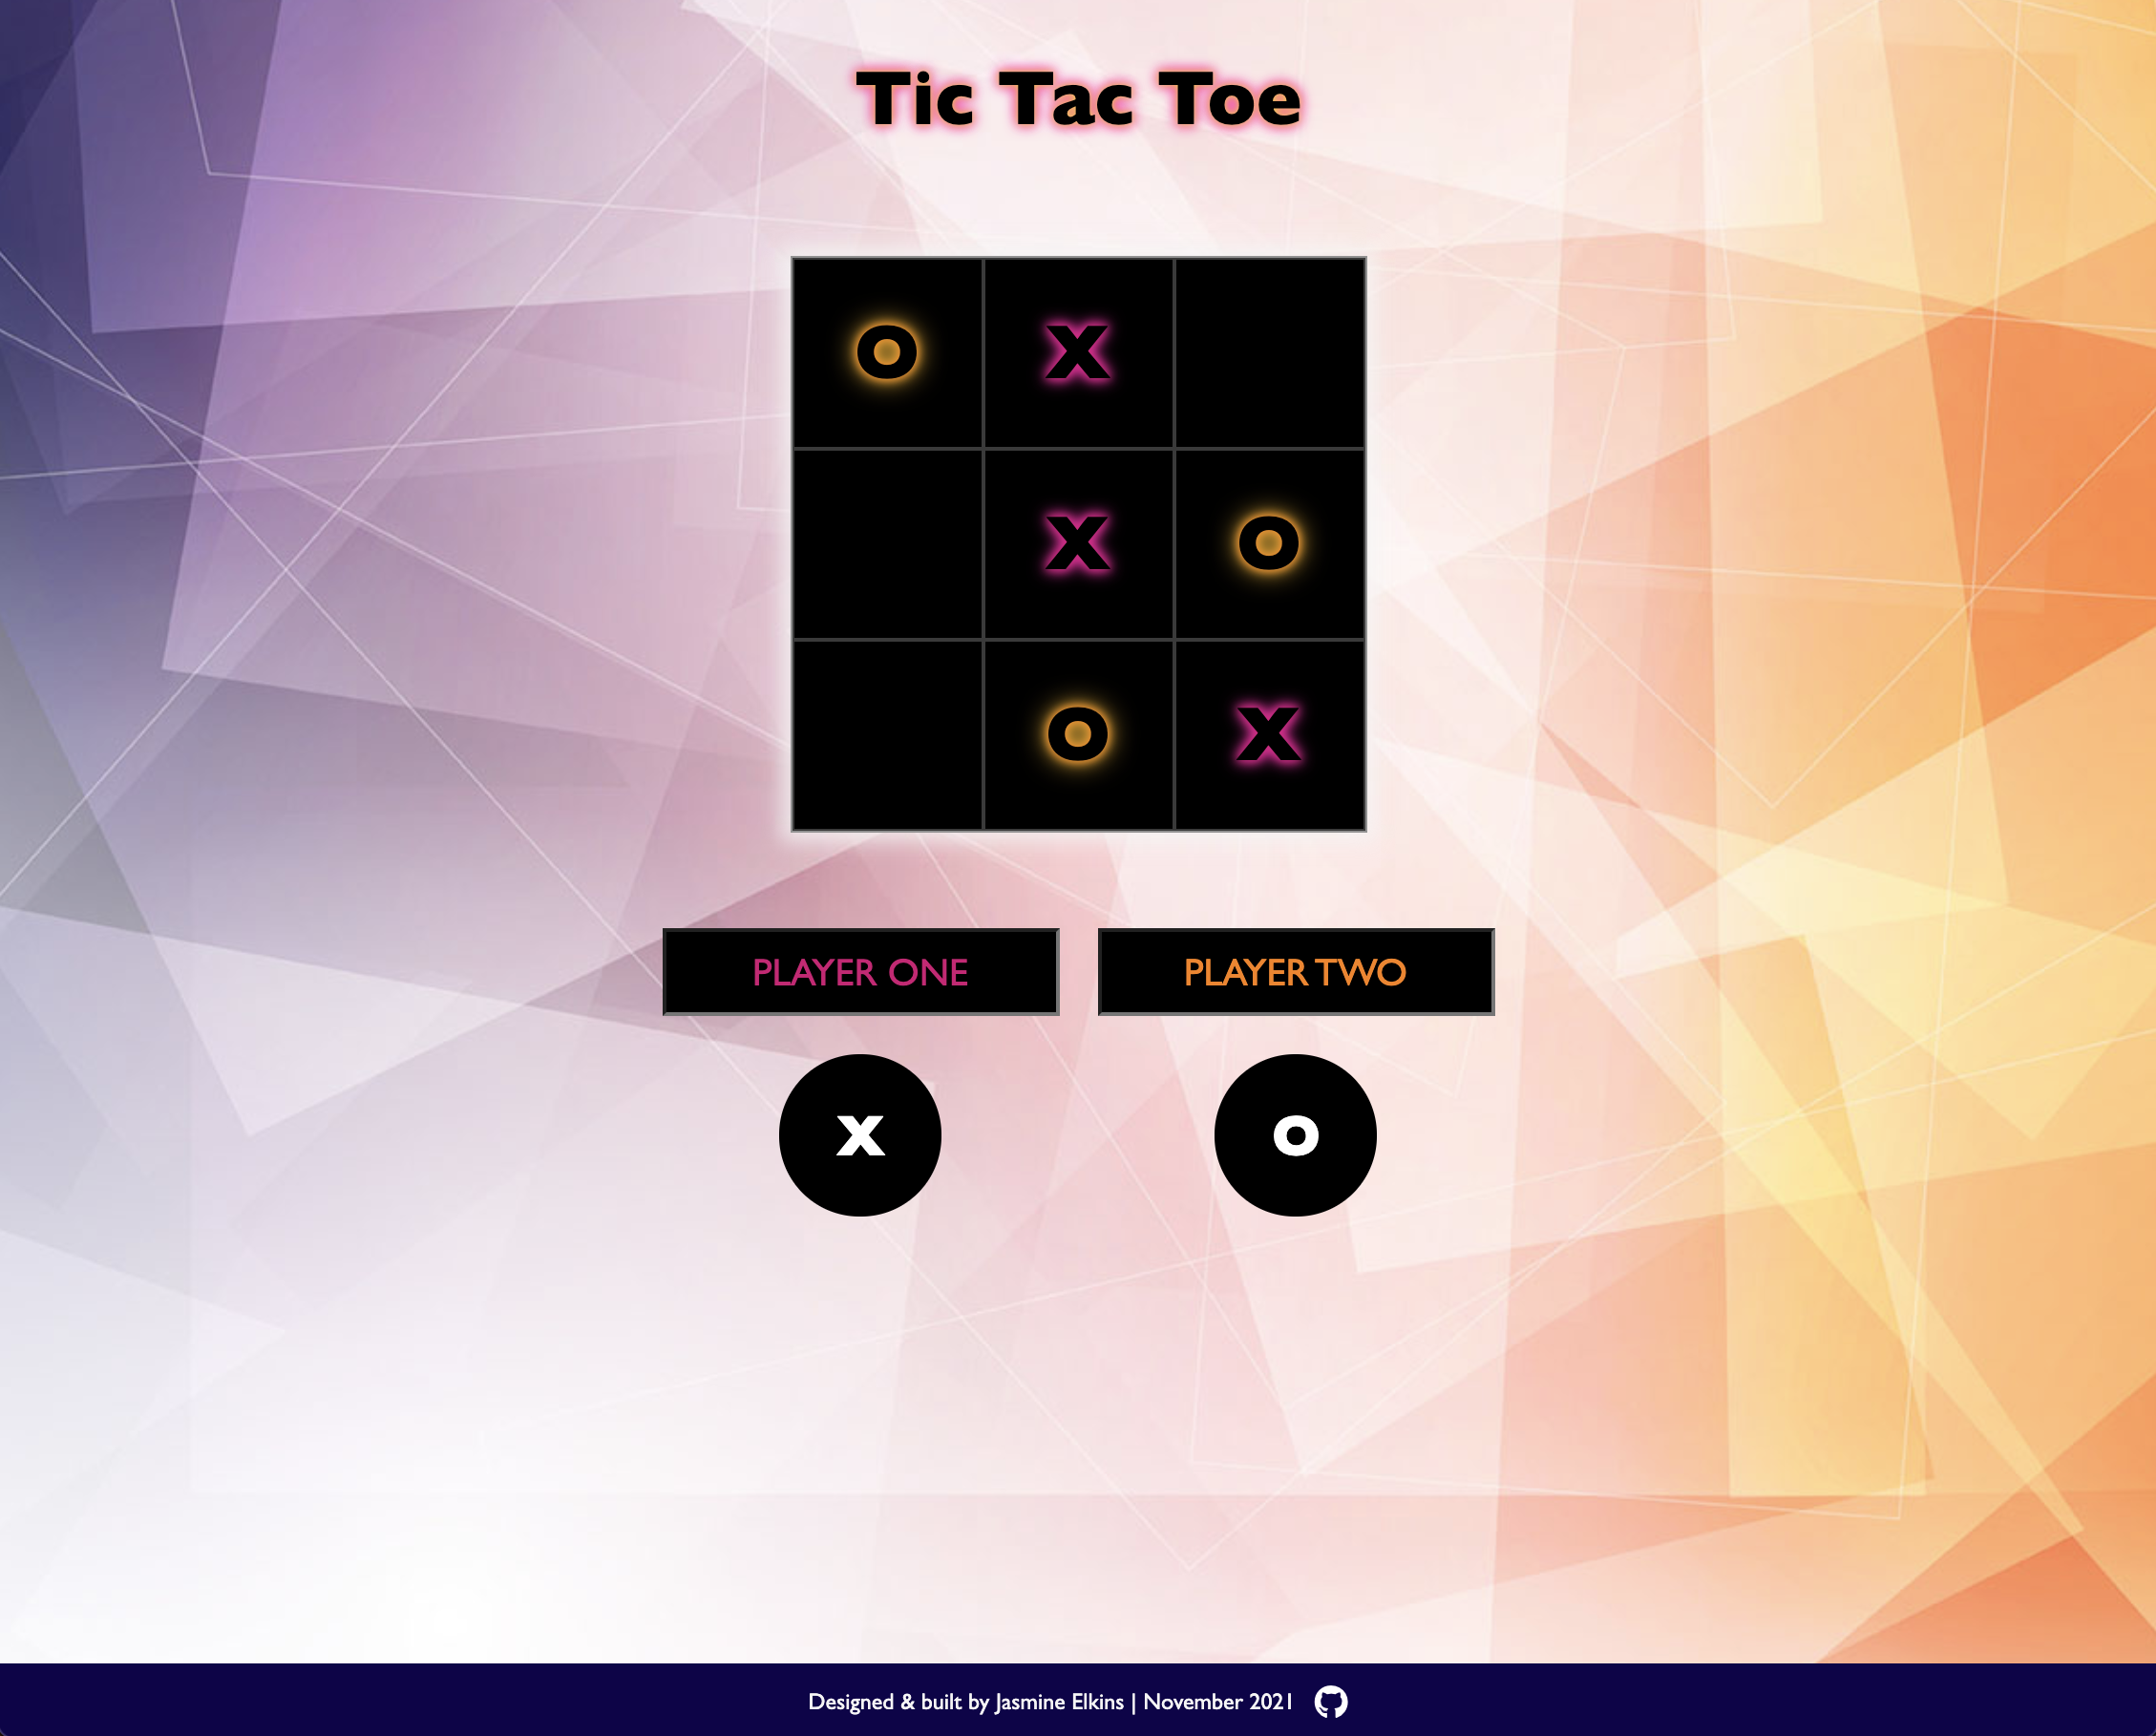 Tic Tac Toe
O X
X O
O X
PLAYER ONE PLAYER TWO
X O
Designed & built by Jasmine Elkins | November 2021